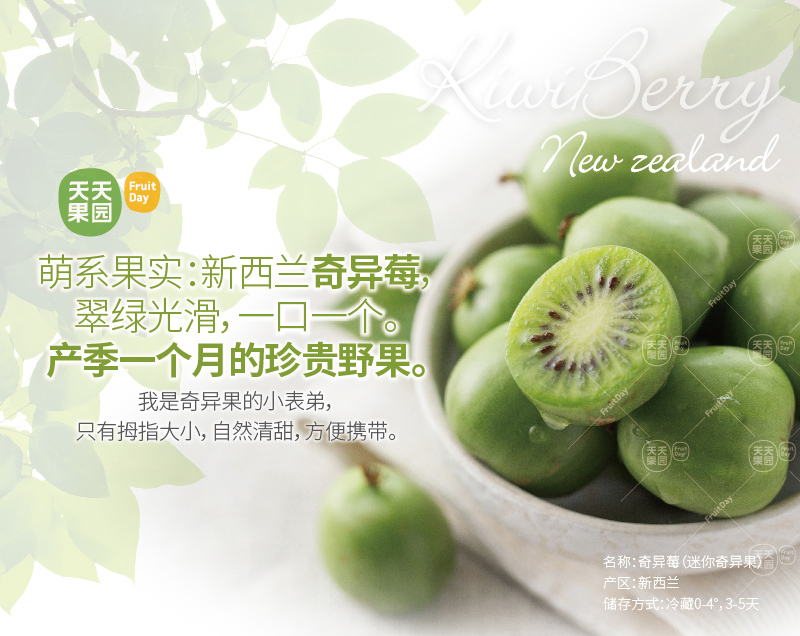 KiwiBerry
New zealand
天天
果园
Fruit
Day
萌系果实：新西兰奇异莓，
翠绿光滑，一口一个。
产季一个月的珍贵野果。
我是奇异果的小表弟，
只有拇指大小，自然清甜，方便携带。
名称：奇异莓（迷你奇异果）
产区：新西兰
储存方式：冷藏0-4°，3-5天